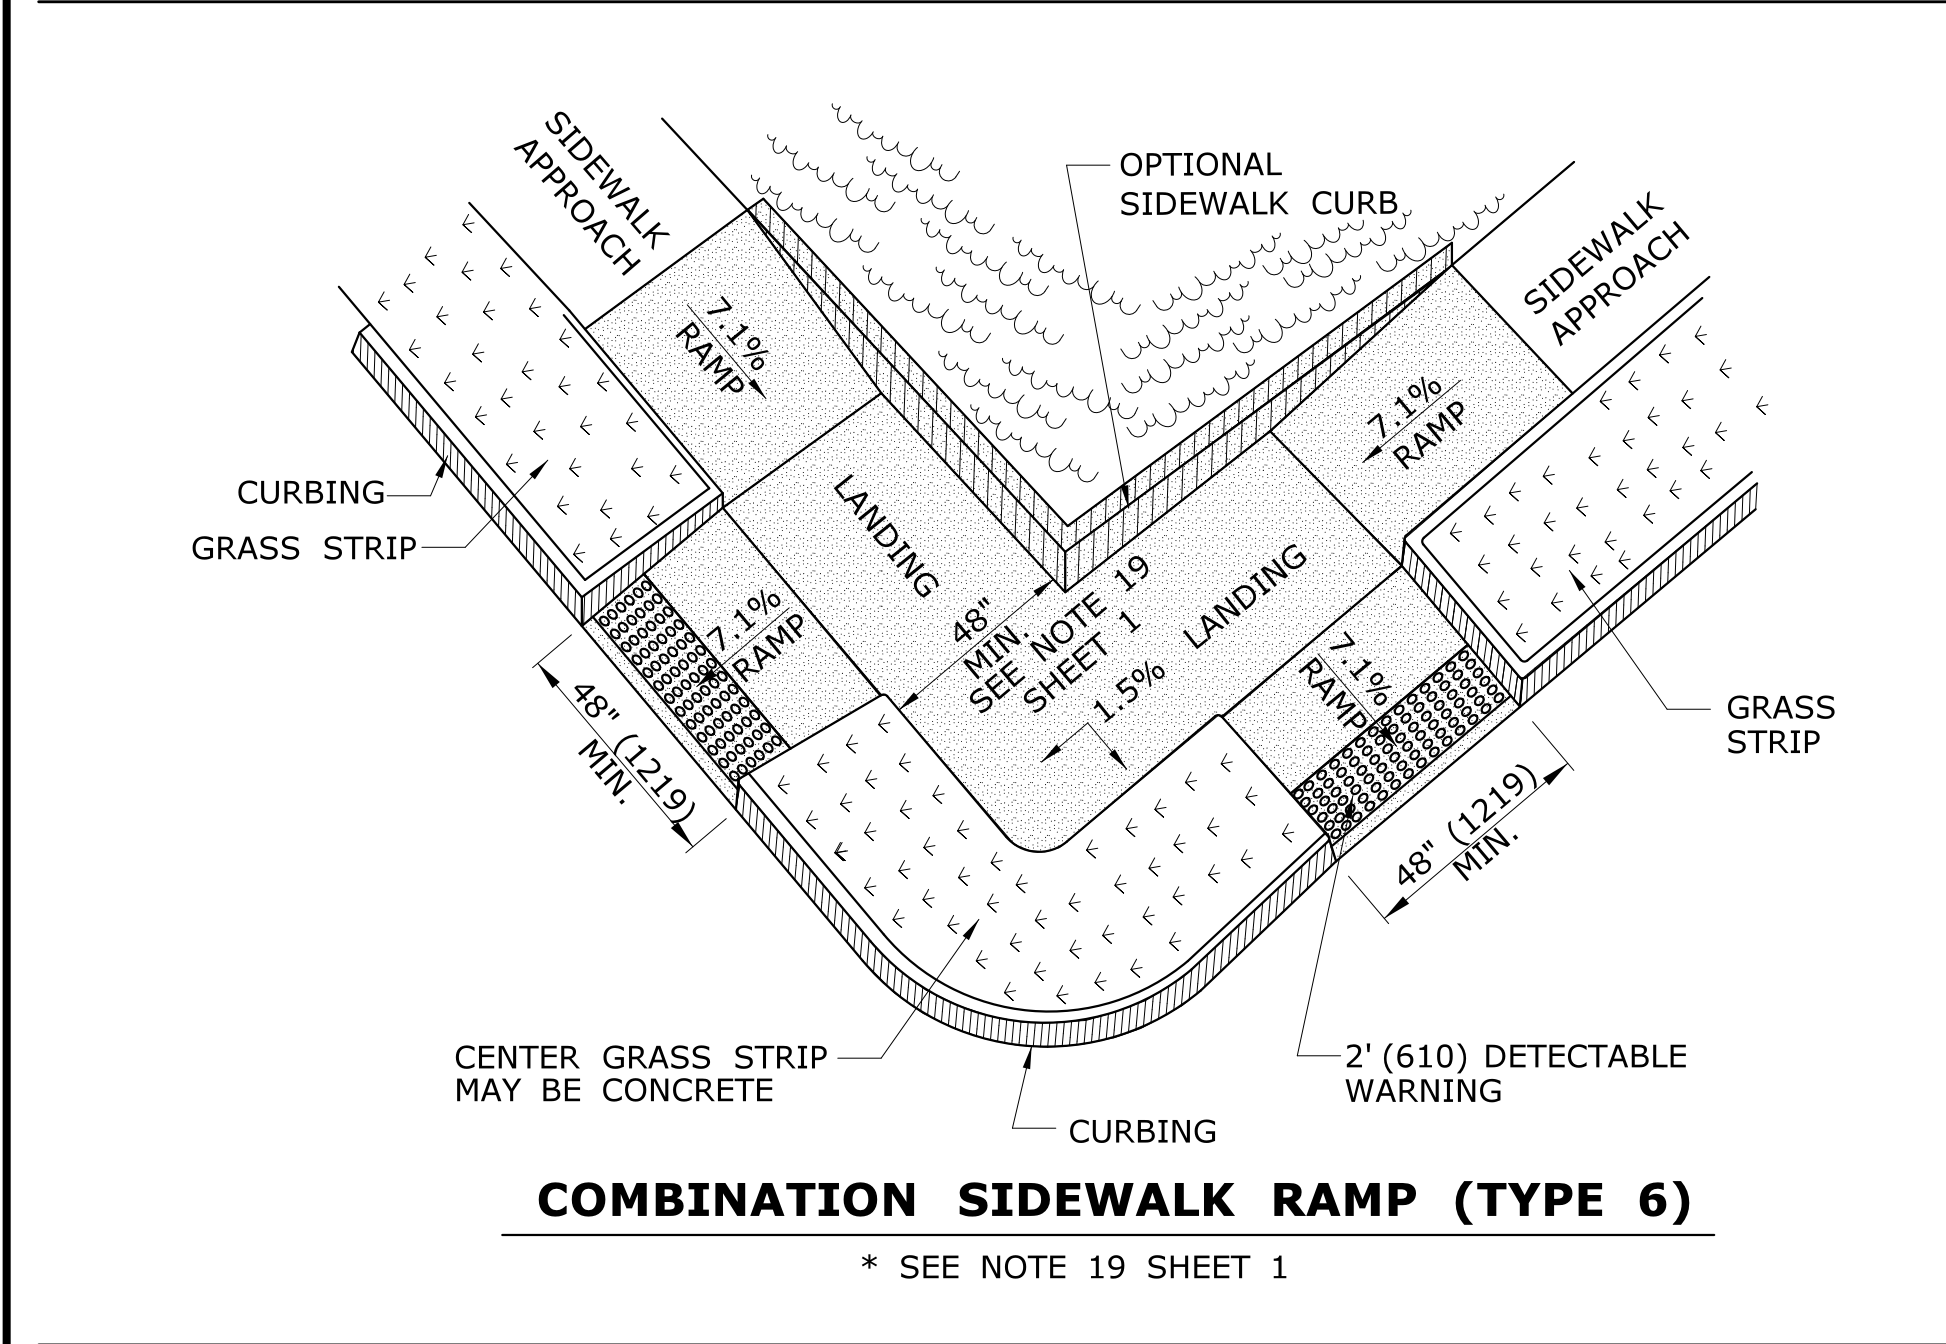 SIDEWALK
APPROACH
OPTIONAL
SIDEWALK CURB
SIDEWALK
APPROACH
7.1%
RAMP
7.1%
RAMP
CURBING
GRASS STRIP
LANDING
LANDING
48"
MIN.
SEE NOTE 19
SHEET 1
1.5%
7.1%
RAMP
7.1%
RAMP
48" (1219)
MIN.
48" (1219)
MIN.
GRASS
STRIP
CENTER GRASS STRIP
MAY BE CONCRETE
2' (610) DETECTABLE
WARNING
CURBING
COMBINATION SIDEWALK RAMP (TYPE 6)
* SEE NOTE 19 SHEET 1